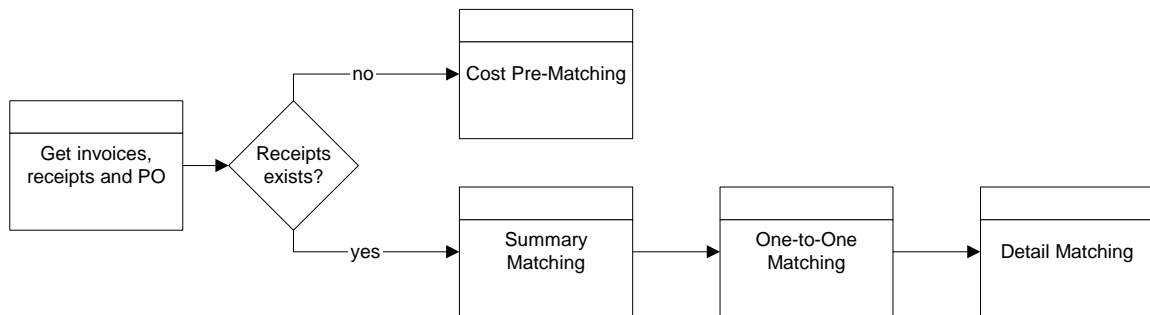 no
Cost Pre-Matching
Get invoices,
receipts and PO
Receipts
exists?
yes
Summary
Matching
One-to-One
Matching
Detail Matching